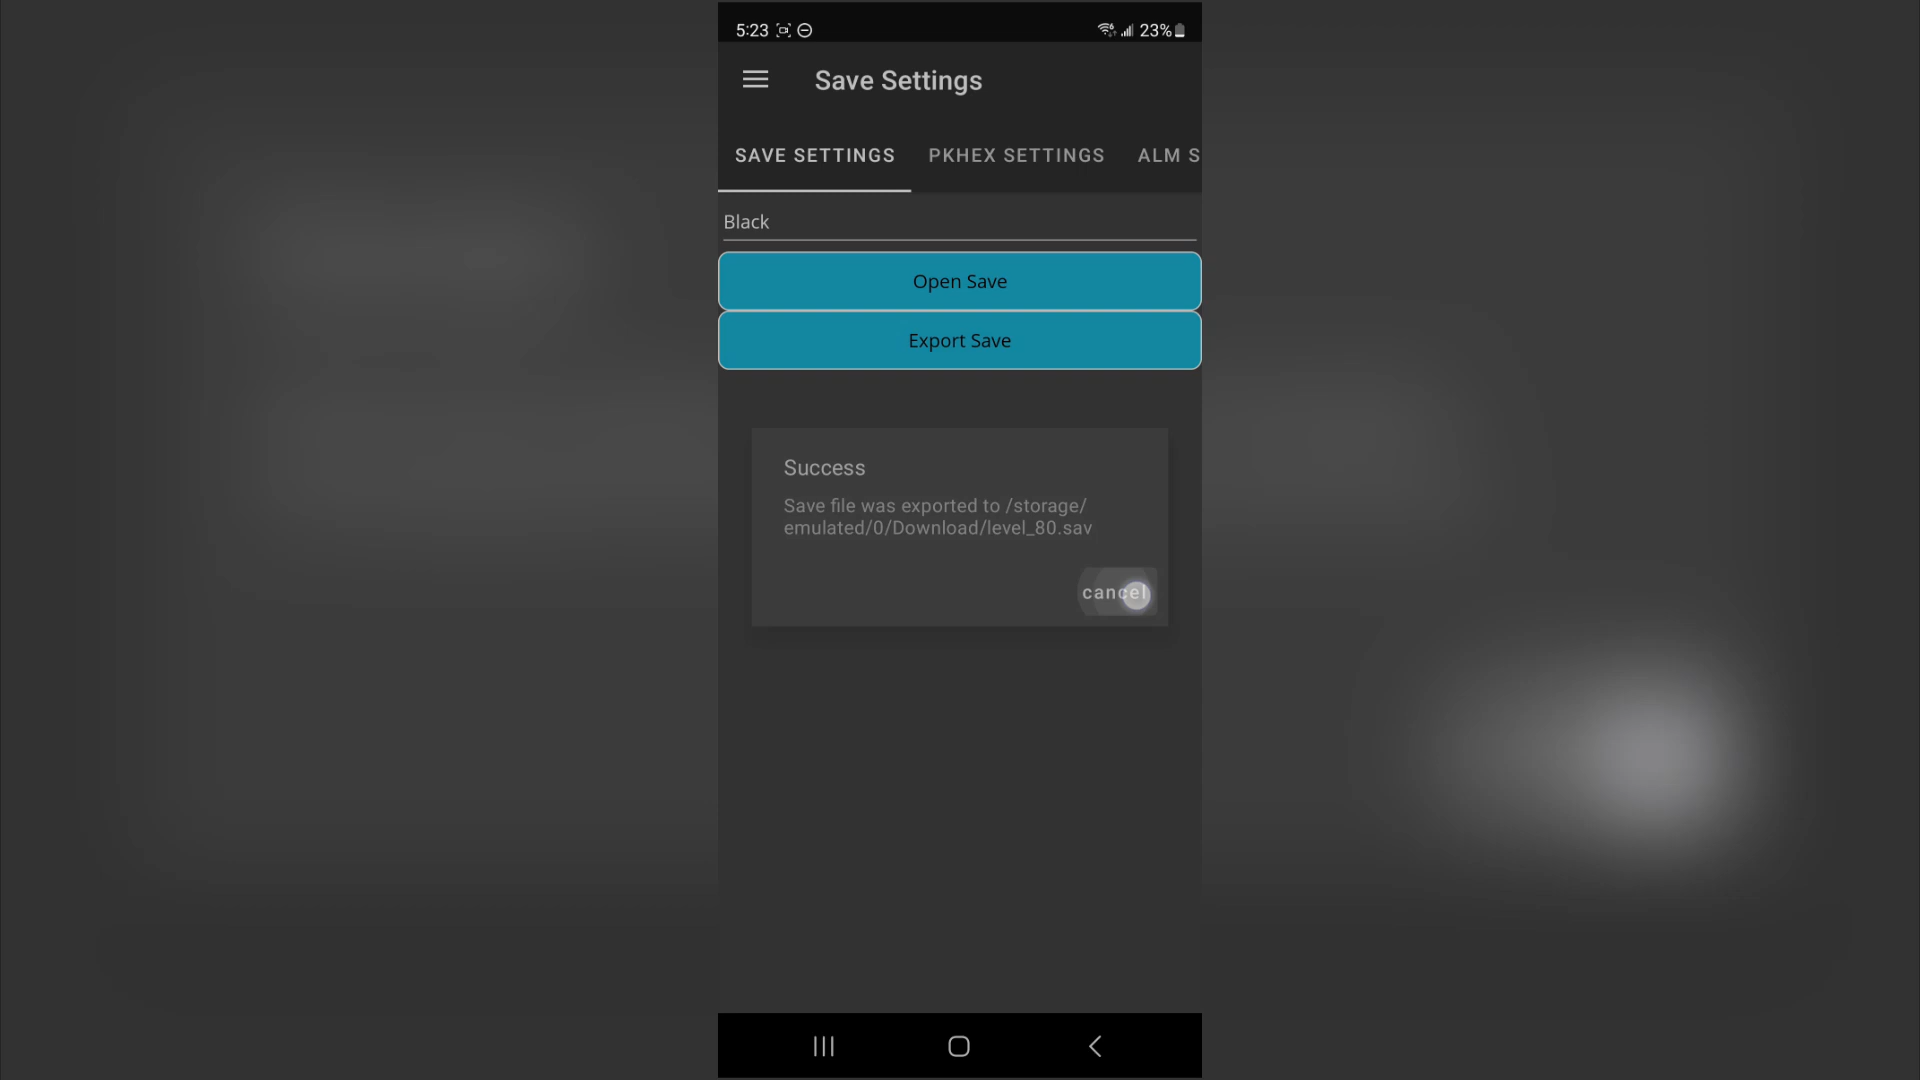 5:23 23%
Save Settings
SAVE SETTINGS PKHEX SETTINGS ALM S
Black
Open Save
Export Save
Success
Save file was exported to /storage/
emulated/0/Download/level_80.sav
cancel